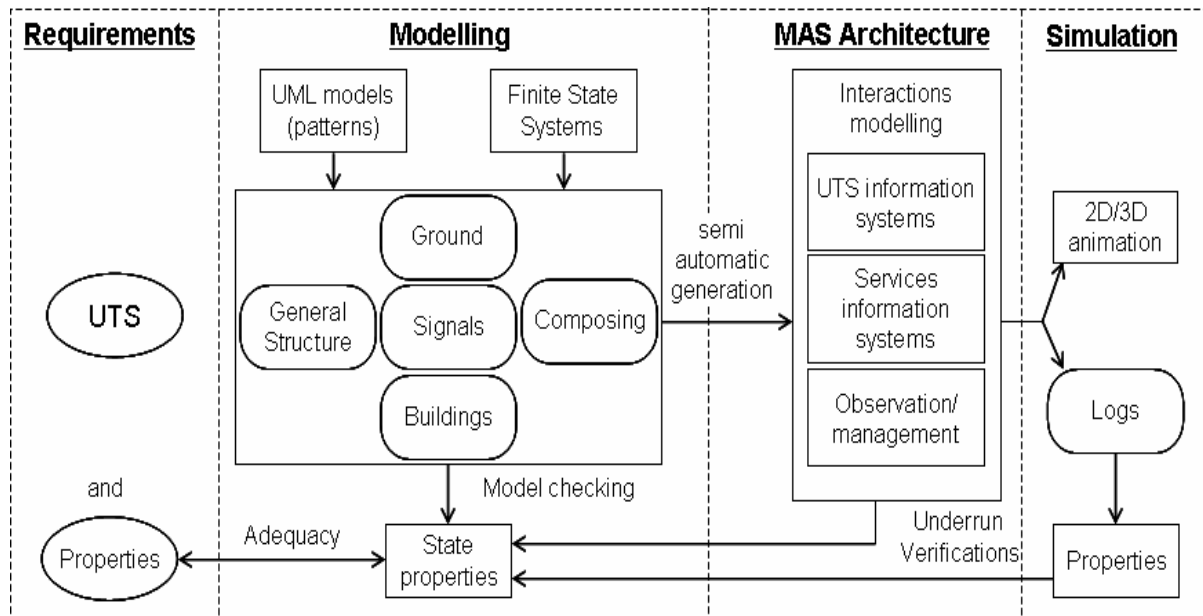 Requirements
Modelling
MAS Architecture
Simulation
UML models
(patterns)
Finite State
Systems
Interactions
modelling
UTS information
systems
Services
information
systems
Observation/
management
Ground
General
Structure
Signals
Composing
Buildings
semi
automatic
generation
2D/3D
animation
Logs
UTS
and
Properties
Adequacy
Model checking
State
properties
Underrun
Verifications
Properties